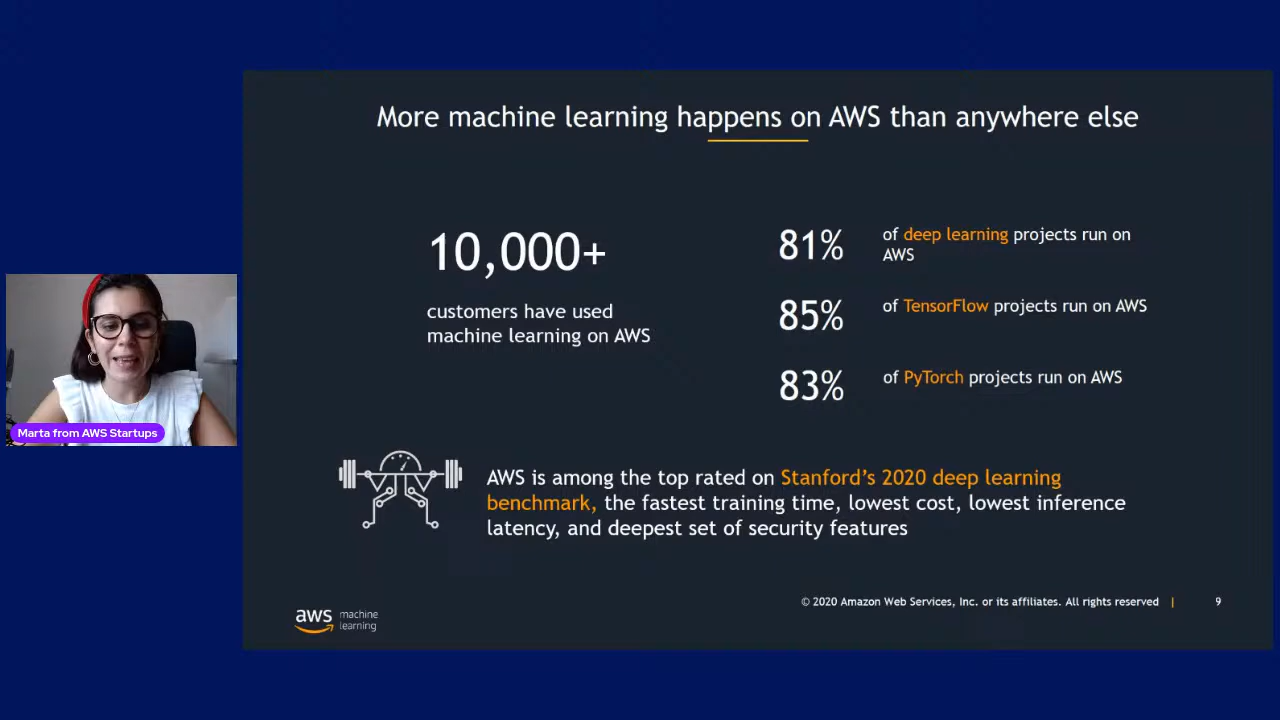 More machine learning happens on AWS than anywhere else
10,000+
customers have used
machine learning on AWS
81%
of deep learning projects run on
AWS
85%
of TensorFlow projects run on AWS
83%
of PyTorch projects run on AWS
Marta from AWS Startups
AWS is among the top rated on Stanford's 2020 deep learning
benchmark, the fastest training time, lowest cost, lowest inference
latency, and deepest set of security features
© 2020 Amazon Web Services, Inc. or its affiliates. All rights reserved |
9
aws
machine
learning